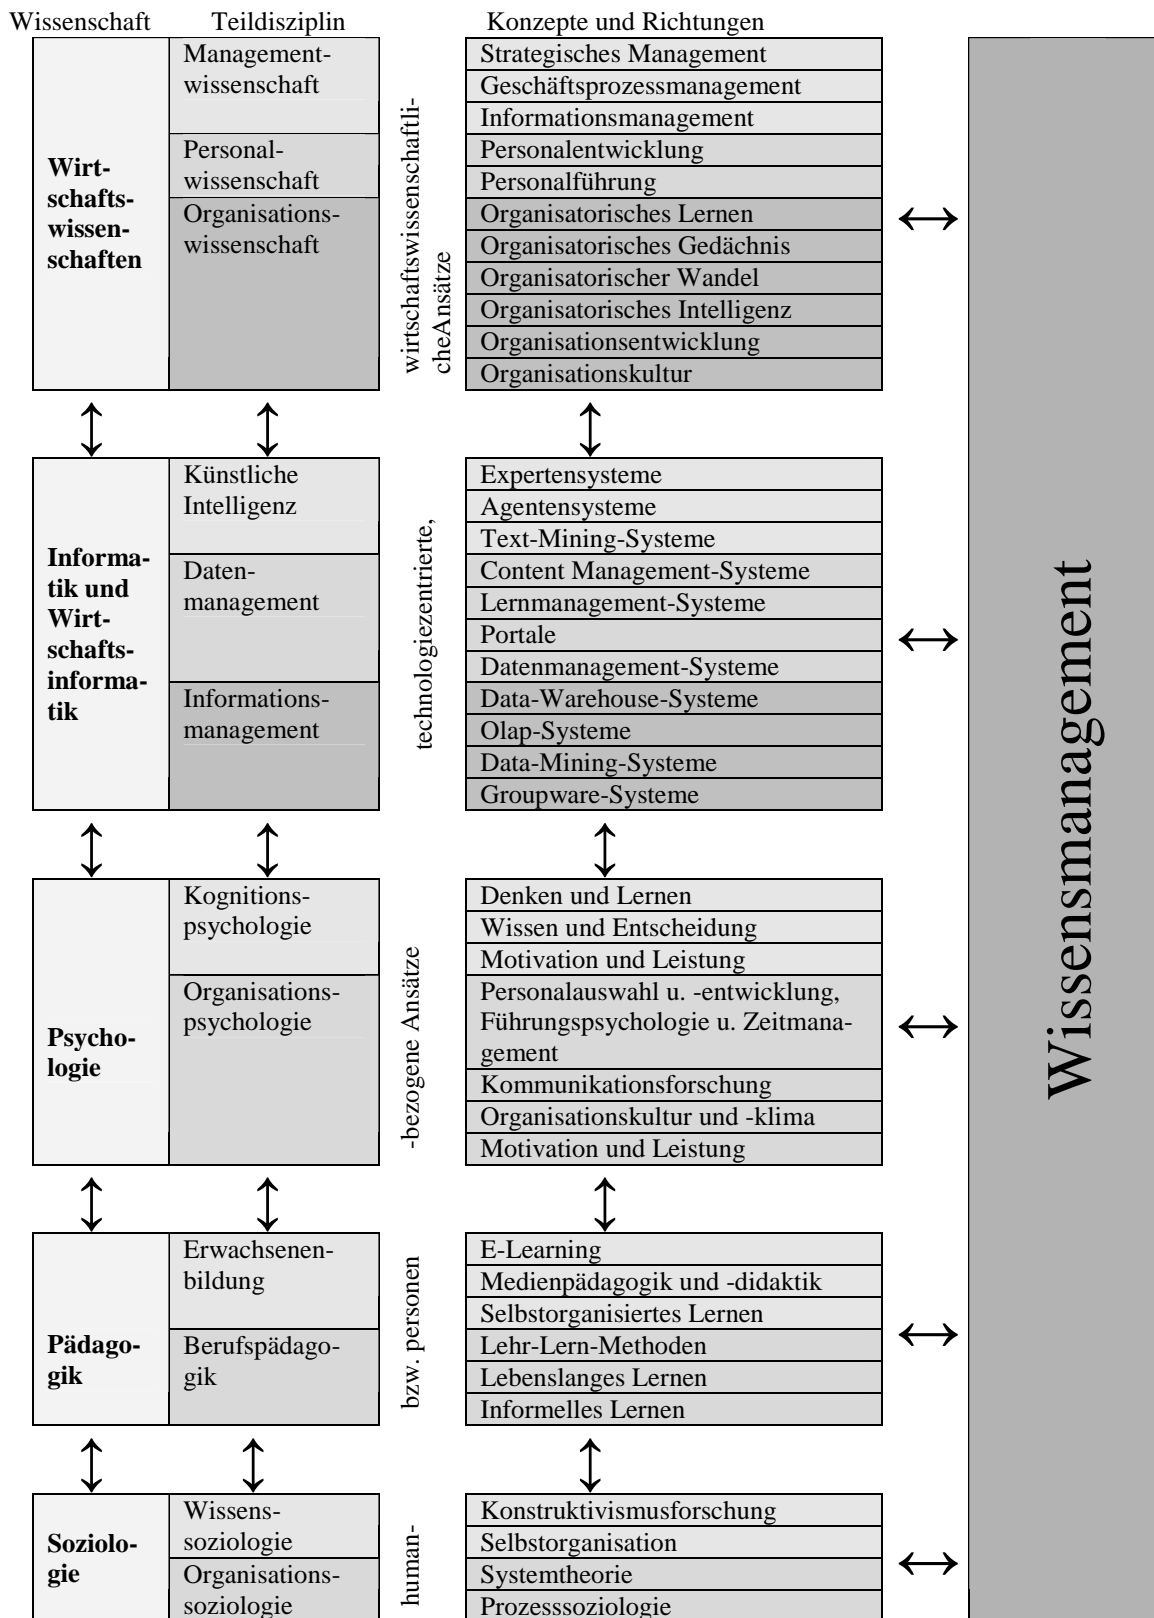 Wissenschaft Teildisziplin Konzepte und Richtungen
Wirt-
schafts-
wissen-
schaften
Management-
wissenschaft
Personal-
wissenschaft
Organisations-
wissenschaft
wirtschaftswissenschaftli-
cheAnsätze
Strategisches Management
Geschäftsprozessmanagement
Informationsmanagement
Personalentwicklung
Personalführung
Organisatorisches Lernen
Organisatorisches Gedächnis
Organisatorischer Wandel
Organisatorisches Intelligenz
Organisationsentwicklung
Organisationskultur
Informa-
tik und
Wirt-
schafts-
informa-
tik
Künstliche
Intelligenz
Daten-
management
Informations-
management
technologiezentrierte,
Expertensysteme
Agentensysteme
Text-Mining-Systeme
Content Management-Systeme
Lernmanagement-Systeme
Portale
Datenmanagement-Systeme
Data-Warehouse-Systeme
Olap-Systeme
Data-Mining-Systeme
Groupware-Systeme
Psycho-
logie
Kognitions-
psychologie
Organisations-
psychologie
-bezogene Ansätze
Denken und Lernen
Wissen und Entscheidung
Motivation und Leistung
Personalauswahl u. -entwicklung,
Führungspsychologie u. Zeitmana-
gement
Kommunikationsforschung
Organisationskultur und -klima
Motivation und Leistung
Pädago-
gik
Erwachsenen-
bildung
Berufspädago-
gik
bzw. personen
E-Learning
Medienpädagogik und -didaktik
Selbstorganisiertes Lernen
Lehr-Lern-Methoden
Lebenslanges Lernen
Informelles Lernen
Soziolo-
gie
Wissens-
soziologie
Organisations-
soziologie
human-
Konstruktivismusforschung
Selbstorganisation
Systemtheorie
Prozesssoziologie
Wissensmanagement